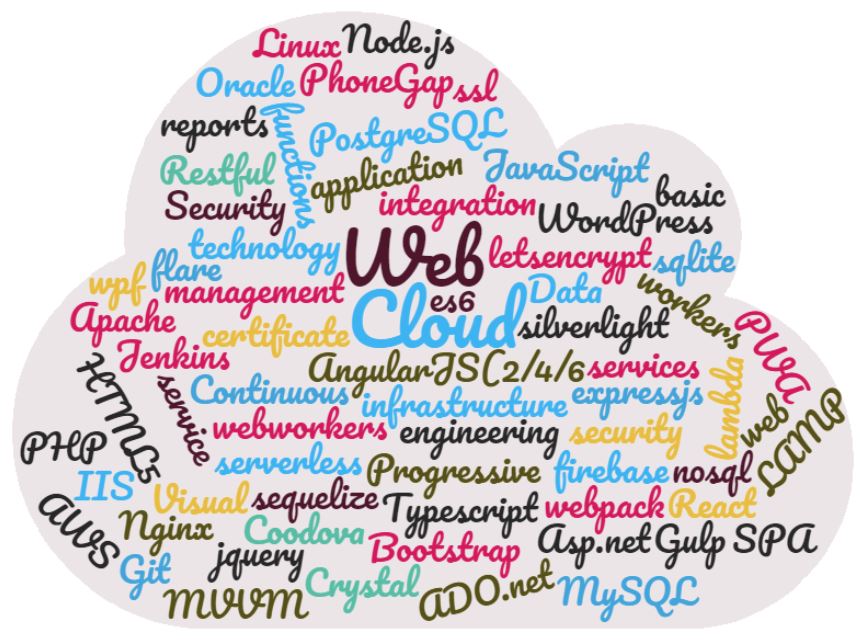 Linux Node.js
Oracle PhoneGap ssl
reports functions PostgreSQL
Restful application JavaScript
Security integration basic
WordPress
technology Web letsencrypt sqlite
wpf flare es6 Data workers
management
Apache certificate Cloud silverlight PWA
Jenkins AngularJS(2/4/6 services
HTML5 service Continuous infrastructure expressjs lambda
webworkers engineering security web LAMP
PHP serverless Progressive firebase nosql
IIS Visual sequelize Typescript webpack React
AWS Nginx Coodova Bootstrap Asp.net Gulp SPA
Git jquery
MVVM Crystal ADO.net MySQL